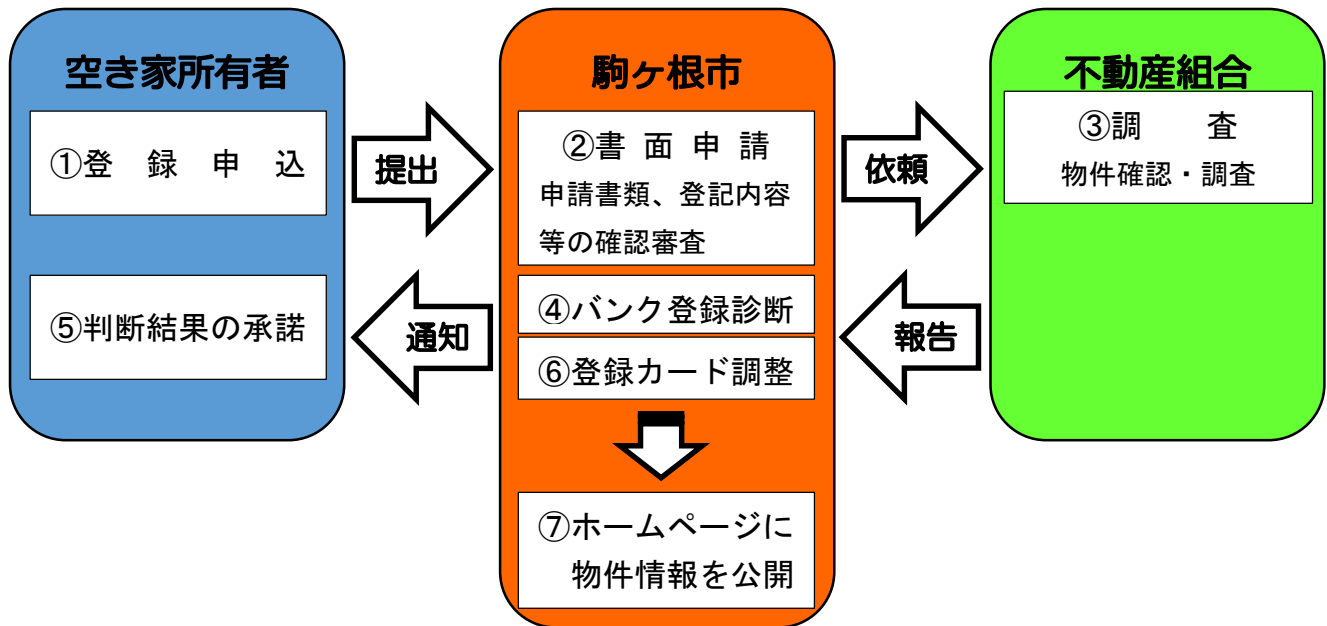 空き家所有者
①登 録 申 込
提出
駒ヶ根市
②書 面 申 請
申請書類、登記内容
等の確認審査
依頼
不動産組合
③調 査
物件確認・調査
報告
④バンク登録診断
通知
⑤判断結果の承諾
⑥登録カード調整
⑦ホームページに
物件情報を公開